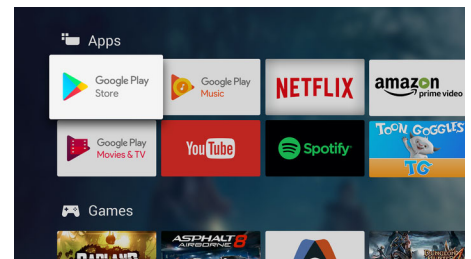 Apps
Google Play
Store
Google Play
Music
NETFLIX
amazon
prime video
Google Play
Movies & TV
YouTube
Spotify
TOON GOGGLES
TG
Games
BADLAND
ASPHALT 8
AIRBORNE